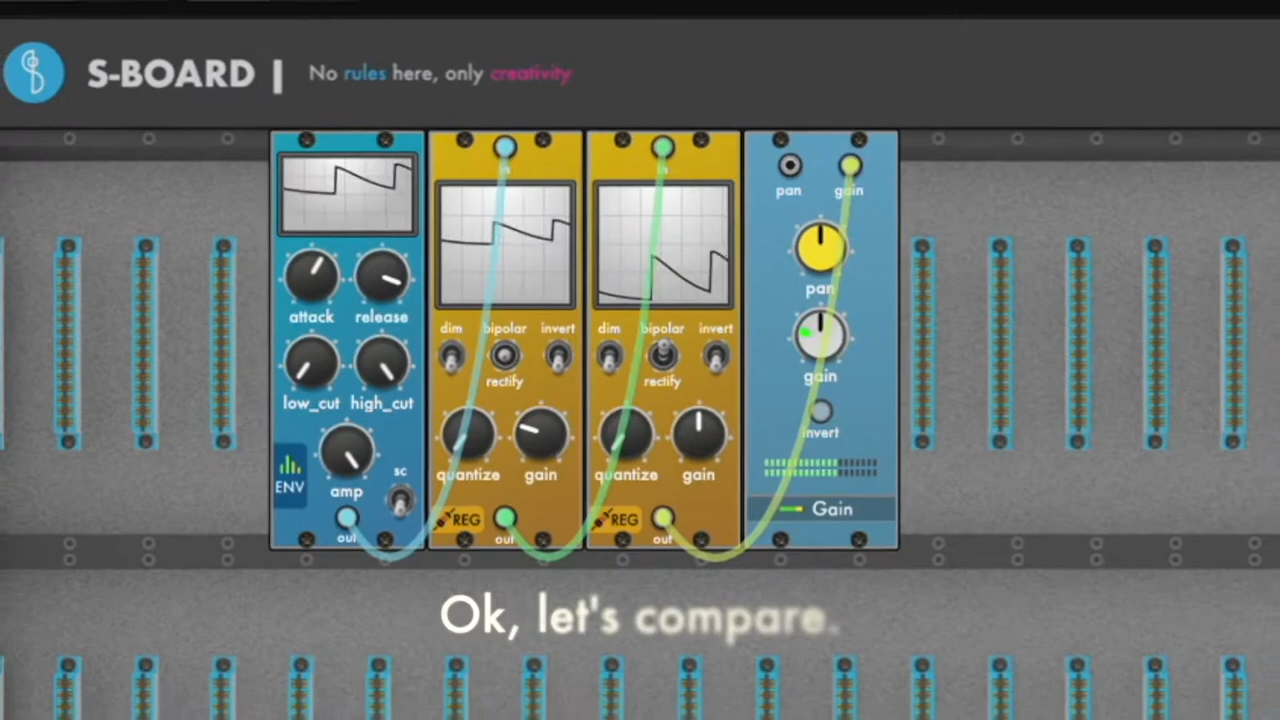 S-BOARD | No rules here, only creativity
in
in
pan gain
attack release
pan
dim bipolar invert
dim bipolar invert
rectify
rectify
gain
low_cut high_cut
invert
sc
quantize gain
quantize gain
ENV
amp
REG
REG
Gain
out
out
out
Ok, let's compare.